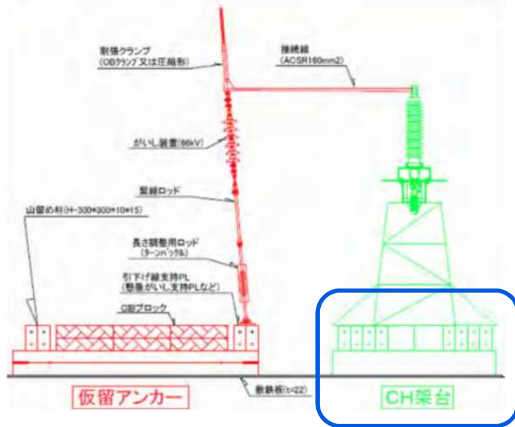 耐張クランプ
(OBクランプ又は圧縮形)
接続線
(ACSR160mm2)
がいし装置(66kV)
緊線ロッド
山留め材(H-300*300*10*15)
長さ調整用ロッド
(ターンバックル)
引下げ線支持PL
(懸垂がいし支持PLなど)
CBブロック
仮留アンカー
敷鉄板(t=22)
CH架台